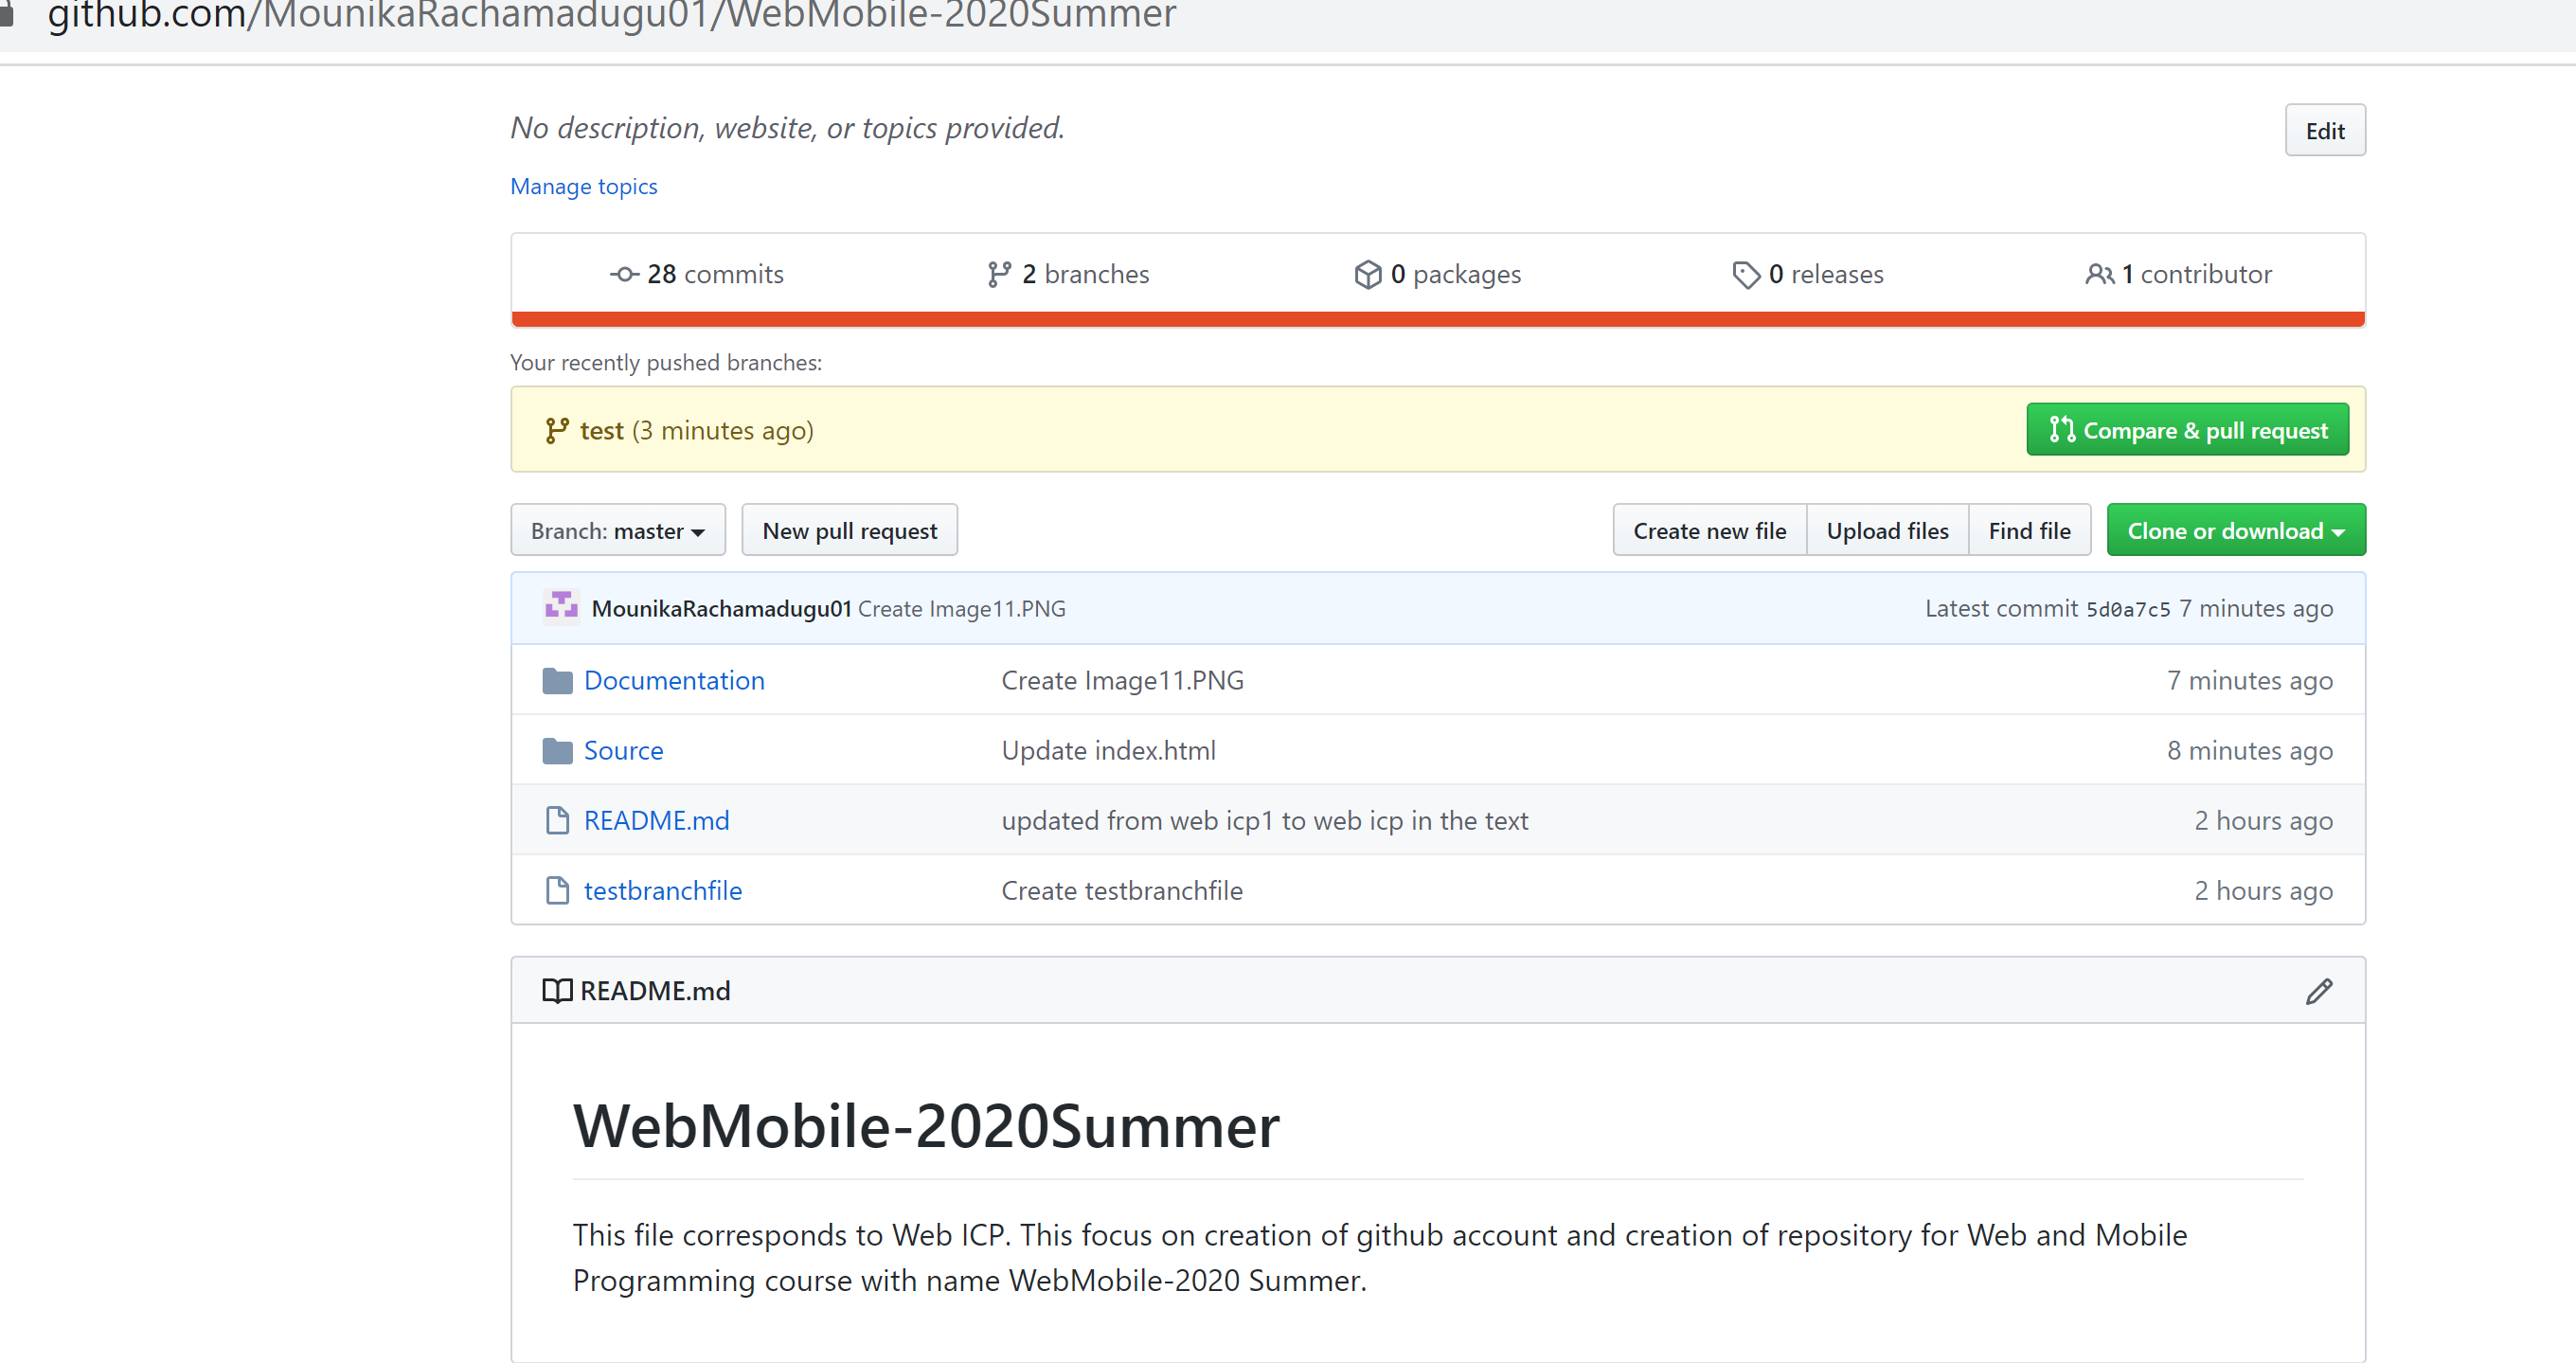 github.com/MounikaRachamadugu01/WebMobile-2020Summer
No description, website, or topics provided.
Edit
Manage topics
28 commits 2 branches 0 packages 0 releases 1 contributor
Your recently pushed branches:
test (3 minutes ago) Compare & pull request
Branch: master New pull request Create new file Upload files Find file Clone or download
MounikaRachamadugu01 Create Image11.PNG Latest commit 5d0a7c5 7 minutes ago
Documentation Create Image11.PNG 7 minutes ago
Source Update index.html 8 minutes ago
README.md updated from web icp1 to web icp in the text 2 hours ago
testbranchfile Create testbranchfile 2 hours ago
README.md
WebMobile-2020Summer
This file corresponds to Web ICP. This focus on creation of github account and creation of repository for Web and Mobile
Programming course with name WebMobile-2020 Summer.